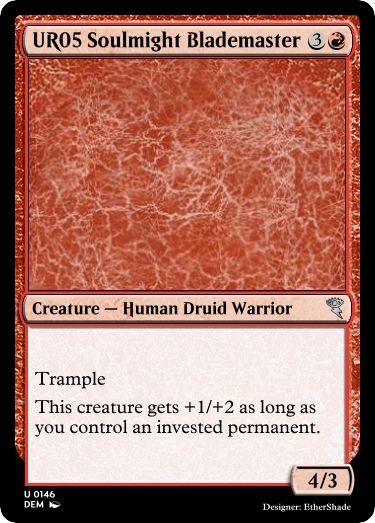 UR05 Soulmight Blademaster 3
Creature — Human Druid Warrior
Trample
This creature gets +1/+2 as long as
you control an invested permanent.
4/3
U 0146
DEM
Designer: EtherShade